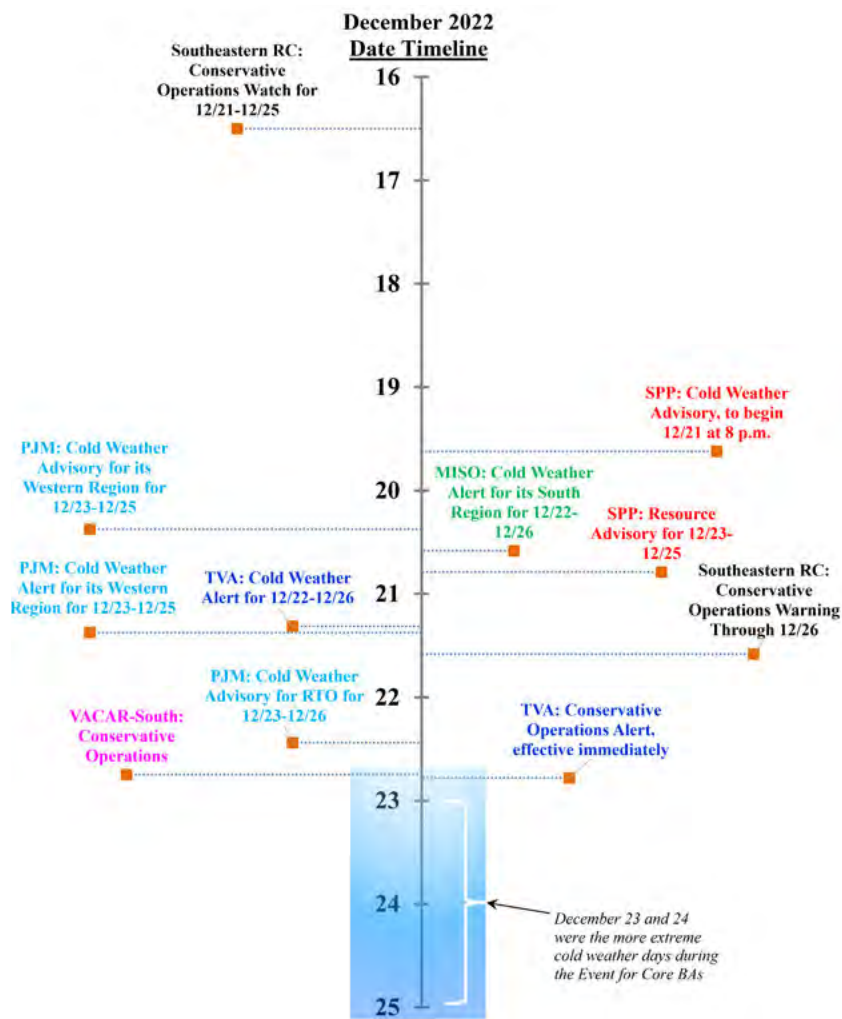 December 2022
Date Timeline
Southeastern RC:
Conservative
Operations Watch for
12/21-12/25
16
17
18
19
SPP: Cold Weather
Advisory, to begin
12/21 at 8 p.m.
PJM: Cold Weather
Advisory for its
Western Region for
12/23-12/25
MISO: Cold Weather
Alert for its South
Region for 12/22-
12/26
20
SPP: Resource
Advisory for 12/23-
12/25
PJM: Cold Weather
Alert for its Western
Region for 12/23-12/25
TVA: Cold Weather
Alert for 12/22-12/26
21
Southeastern RC:
Conservative
Operations Warning
Through 12/26
PJM: Cold Weather
Advisory for RTO for
12/23-12/26
22
VACAR-South:
Conservative
Operations
TVA: Conservative
Operations Alert,
effective immediately
23
24
December 23 and 24
were the more extreme
cold weather days during
the Event for Core BAs
25